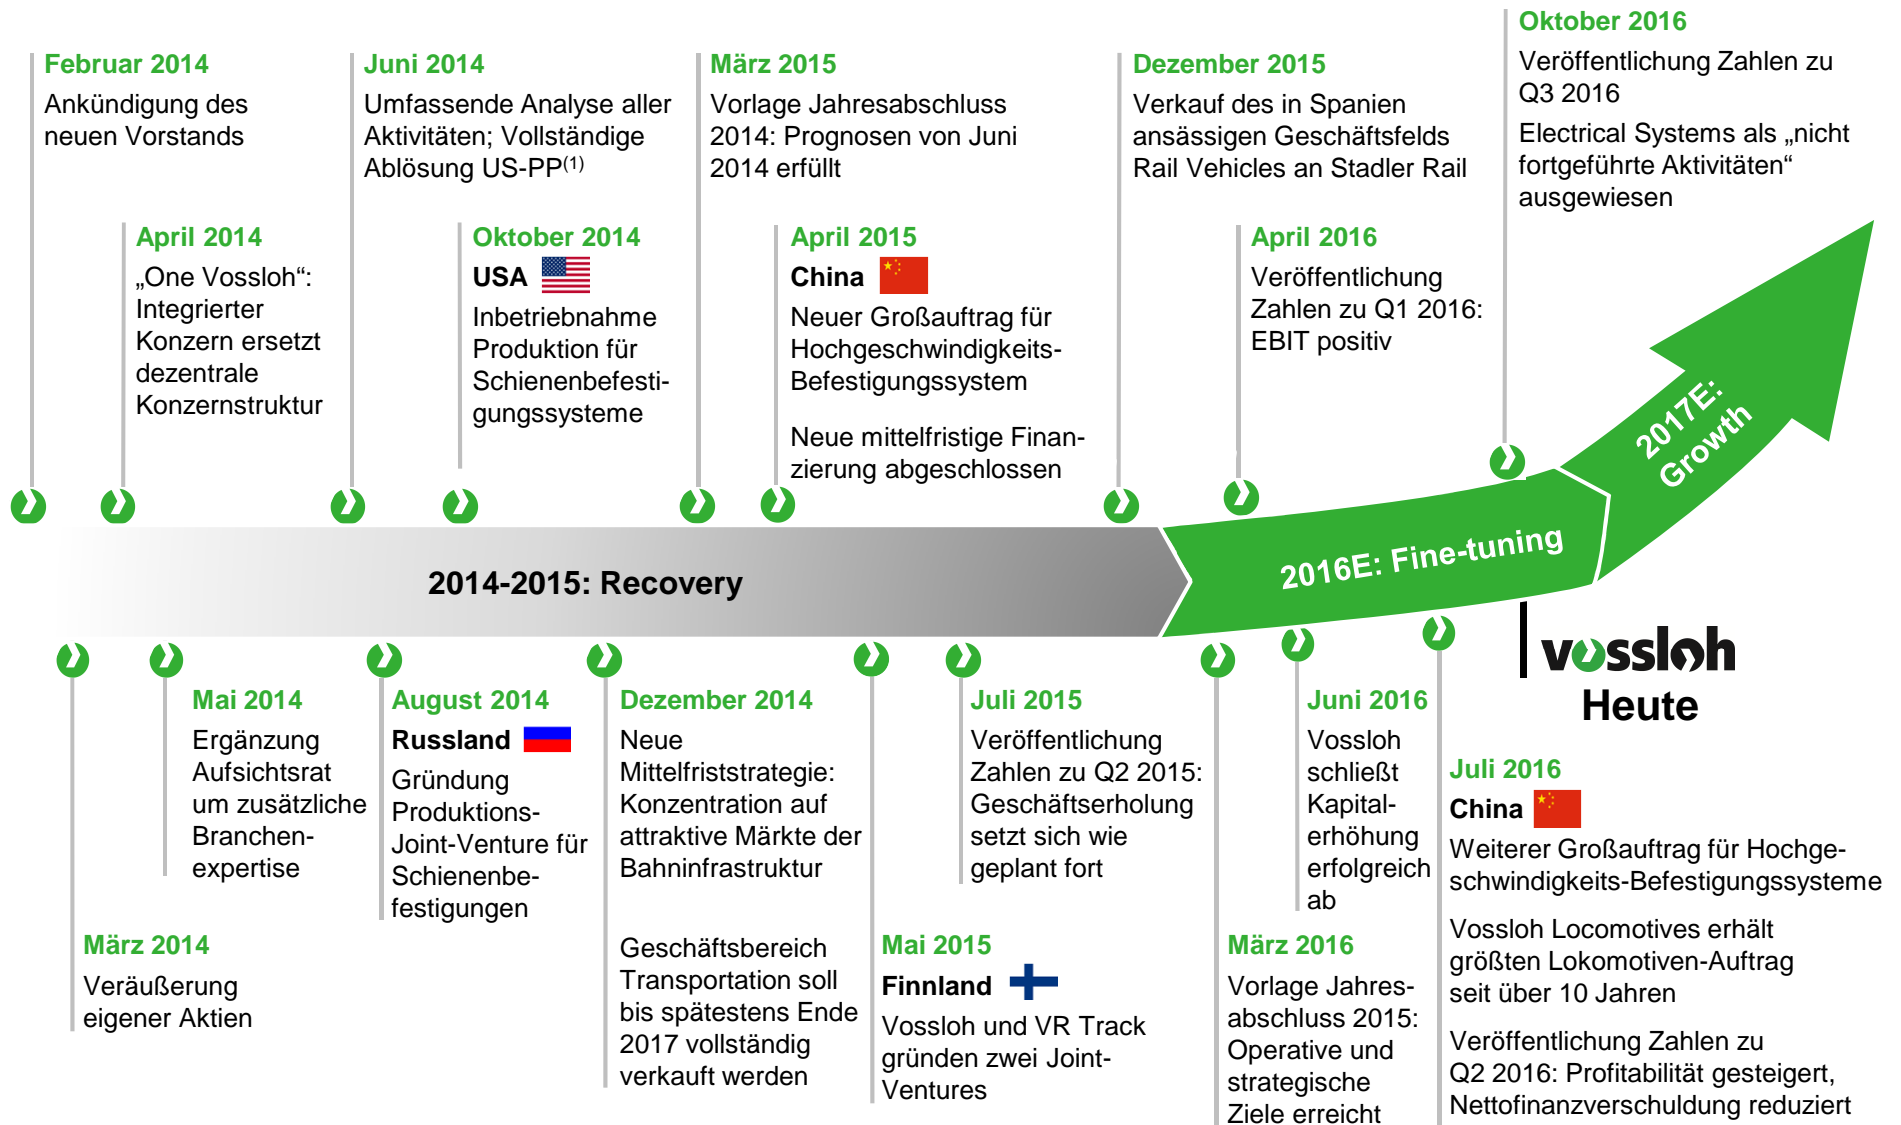 Februar 2014
Ankündigung des
neuen Vorstands
April 2014
„One Vossloh“:
Integrierter
Konzern ersetzt
dezentrale
Konzernstruktur
Juni 2014
Umfassende Analyse aller
Aktivitäten; Vollständige
Ablösung US-PP(1)
Oktober 2014
USA
Inbetriebnahme
Produktion für
Schienenbefesti-
gungssysteme
März 2015
Vorlage Jahresabschluss
2014: Prognosen von Juni
2014 erfüllt
April 2015
China
Neuer Großauftrag für
Hochgeschwindigkeits-
Befestigungssystem
Neue mittelfristige Finan-
zierung abgeschlossen
Dezember 2015
Verkauf des in Spanien
ansässigen Geschäftsfelds
Rail Vehicles an Stadler Rail
April 2016
Veröffentlichung
Zahlen zu Q1 2016:
EBIT positiv
Oktober 2016
Veröffentlichung Zahlen zu
Q3 2016
Electrical Systems als „nicht
fortgeführte Aktivitäten“
ausgewiesen
2014-2015: Recovery
2016E: Fine-tuning
2017E:
Growth
vossloh
Heute
März 2014
Veräußerung
eigener Aktien
Mai 2014
Ergänzung
Aufsichtsrat
um zusätzliche
Branchen-
expertise
August 2014
Russland
Gründung
Produktions-
Joint-Venture für
Schienenbe-
festigungen
Dezember 2014
Neue
Mittelfriststrategie:
Konzentration auf
attraktive Märkte der
Bahninfrastruktur
Geschäftsbereich
Transportation soll
bis spätestens Ende
2017 vollständig
verkauft werden
Mai 2015
Finnland
Vossloh und VR Track
gründen zwei Joint-
Ventures
Juli 2015
Veröffentlichung
Zahlen zu Q2 2015:
Geschäftserholung
setzt sich wie
geplant fort
März 2016
Vorlage Jahres-
abschluss 2015:
Operative und
strategische
Ziele erreicht
Juni 2016
Vossloh
schließt
Kapital-
erhöhung
erfolgreich
ab
Juli 2016
China
Weiterer Großauftrag für Hochge-
schwindigkeits-Befestigungssysteme
Vossloh Locomotives erhält
größten Lokomotiven-Auftrag
seit über 10 Jahren
Veröffentlichung Zahlen zu
Q2 2016: Profitabilität gesteigert,
Nettofinanzverschuldung reduziert